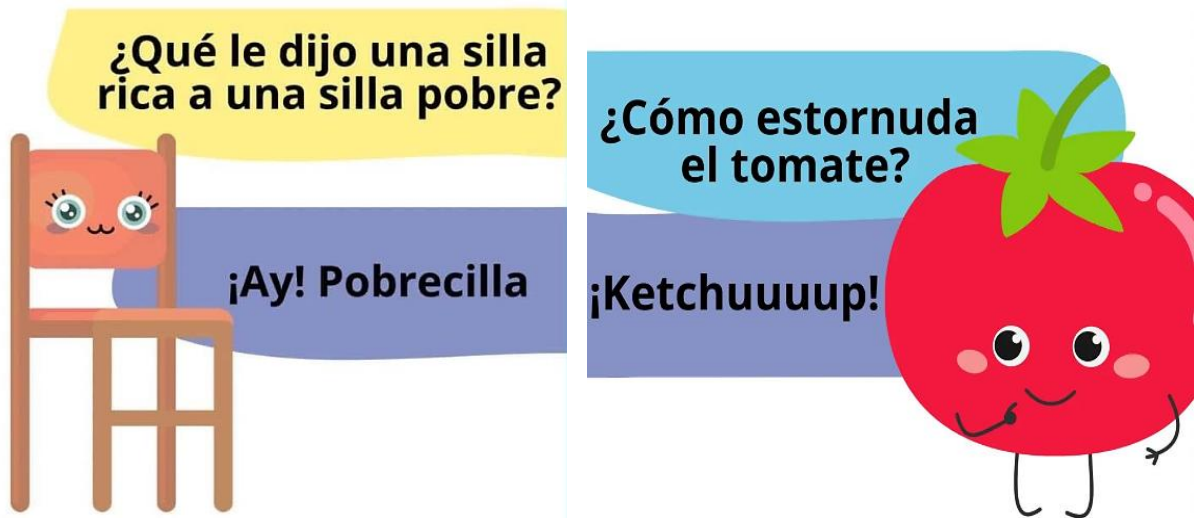 ¿Qué le dijo una silla
rica a una silla pobre?
¡Ay! Pobrecilla
¿Cómo estornuda
el tomate?
¡Ketchuuuup!